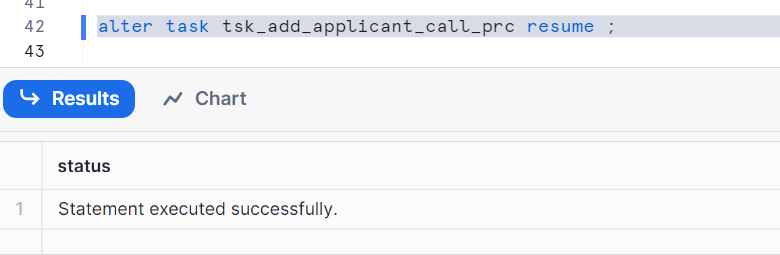 41
42 alter task tsk_add_applicant_call_prc resume ;
43
Results Chart
status
1 Statement executed successfully.